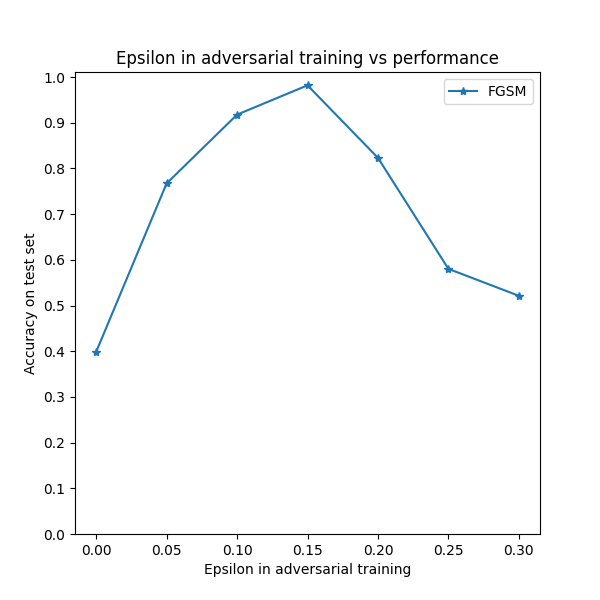 Epsilon in adversarial training vs performance
FGSM
Accuracy on test set
1.0
0.9
0.8
0.7
0.6
0.5
0.4
0.3
0.2
0.1
0.0
0.00 0.05 0.10 0.15 0.20 0.25 0.30
Epsilon in adversarial training